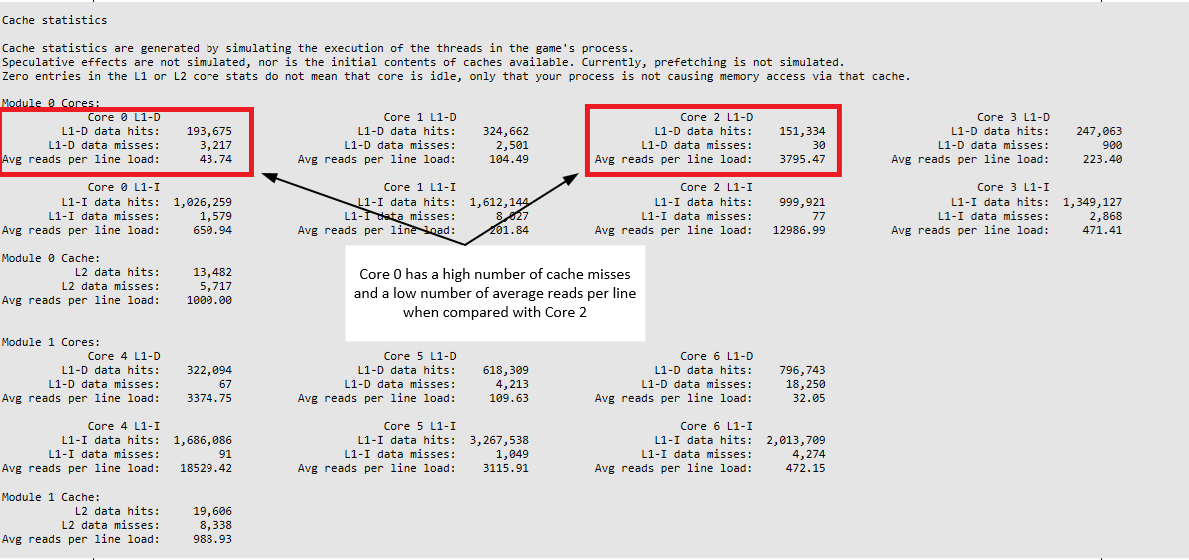 Cache statistics
Cache statistics are generated by simulating the execution of the threads in the game's process.
Speculative effects are not simulated, nor is the initial contents of caches available. Currently, prefetching is not simulated.
Zero entries in the L1 or L2 core stats do not mean that core is idle, only that your process is not causing memory access via that cache.
Module 0 Cores:
Core 0 L1-D Core 1 L1-D Core 2 L1-D Core 3 L1-D
L1-D data hits: 193,675 L1-D data hits: 324,662 L1-D data hits: 151,334 L1-D data hits: 247,063
L1-D data misses: 3,217 L1-D data misses: 2,501 L1-D data misses: 30 L1-D data misses: 900
Avg reads per line load: 43.74 Avg reads per line load: 104.49 Avg reads per line load: 3795.47 Avg reads per line load: 223.40
Core 0 L1-I Core 1 L1-I Core 2 L1-I Core 3 L1-I
L1-I data hits: 1,026,259 L1-I data hits: 1,612,144 L1-I data hits: 999,921 L1-I data hits: 1,349,127
L1-I data misses: 1,579 L1-I data misses: 8,027 L1-I data misses: 77 L1-I data misses: 2,868
Avg reads per line load: 650.94 Avg reads per line load: 201.84 Avg reads per line load: 12986.99 Avg reads per line load: 471.41
Module 0 Cache:
L2 data hits: 13,482
L2 data misses: 5,717
Avg reads per line load: 1000.00
Core 0 has a high number of cache misses
and a low number of average reads per line
when compared with Core 2
Module 1 Cores:
Core 4 L1-D Core 5 L1-D Core 6 L1-D
L1-D data hits: 322,094 L1-D data hits: 618,309 L1-D data hits: 796,743
L1-D data misses: 67 L1-D data misses: 4,213 L1-D data misses: 18,250
Avg reads per line load: 3374.75 Avg reads per line load: 109.63 Avg reads per line load: 32.05
Core 4 L1-I Core 5 L1-I Core 6 L1-I
L1-I data hits: 1,686,086 L1-I data hits: 3,267,538 L1-I data hits: 2,013,709
L1-I data misses: 91 L1-I data misses: 1,049 L1-I data misses: 4,274
Avg reads per line load: 18529.42 Avg reads per line load: 3115.91 Avg reads per line load: 472.15
Module 1 Cache:
L2 data hits: 19,606
L2 data misses: 8,338
Avg reads per line load: 983.93